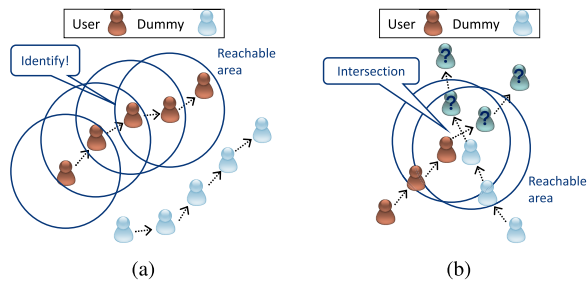 User Dummy
Identify!
Reachable
area
(a)
User Dummy
Intersection
?
?
?
?
Reachable
area
(b)